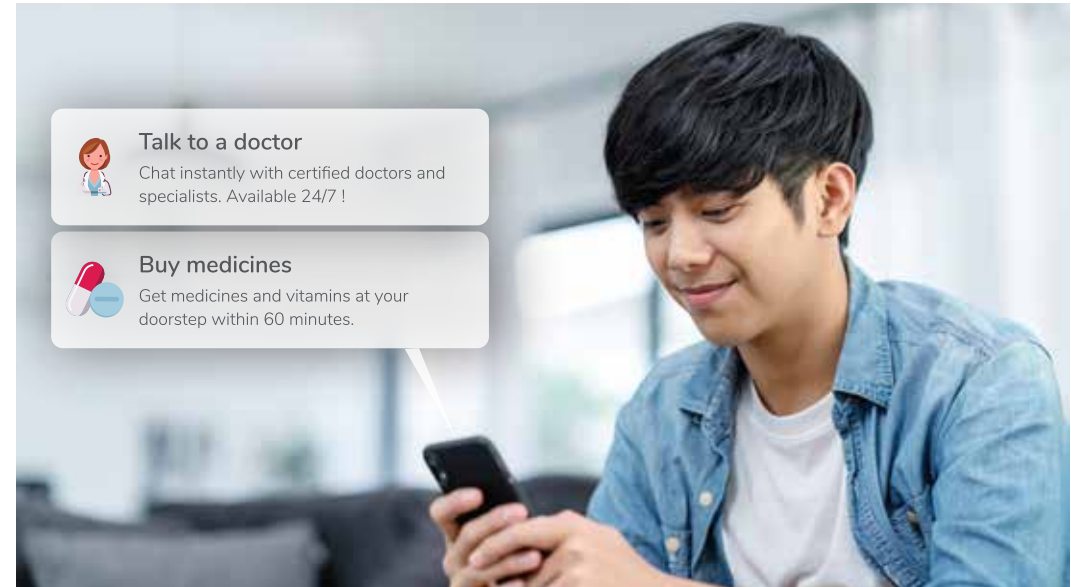 Talk to a doctor
Chat instantly with certified doctors and
specialists. Available 24/7 !
Buy medicines
Get medicines and vitamins at your
doorstep within 60 minutes.